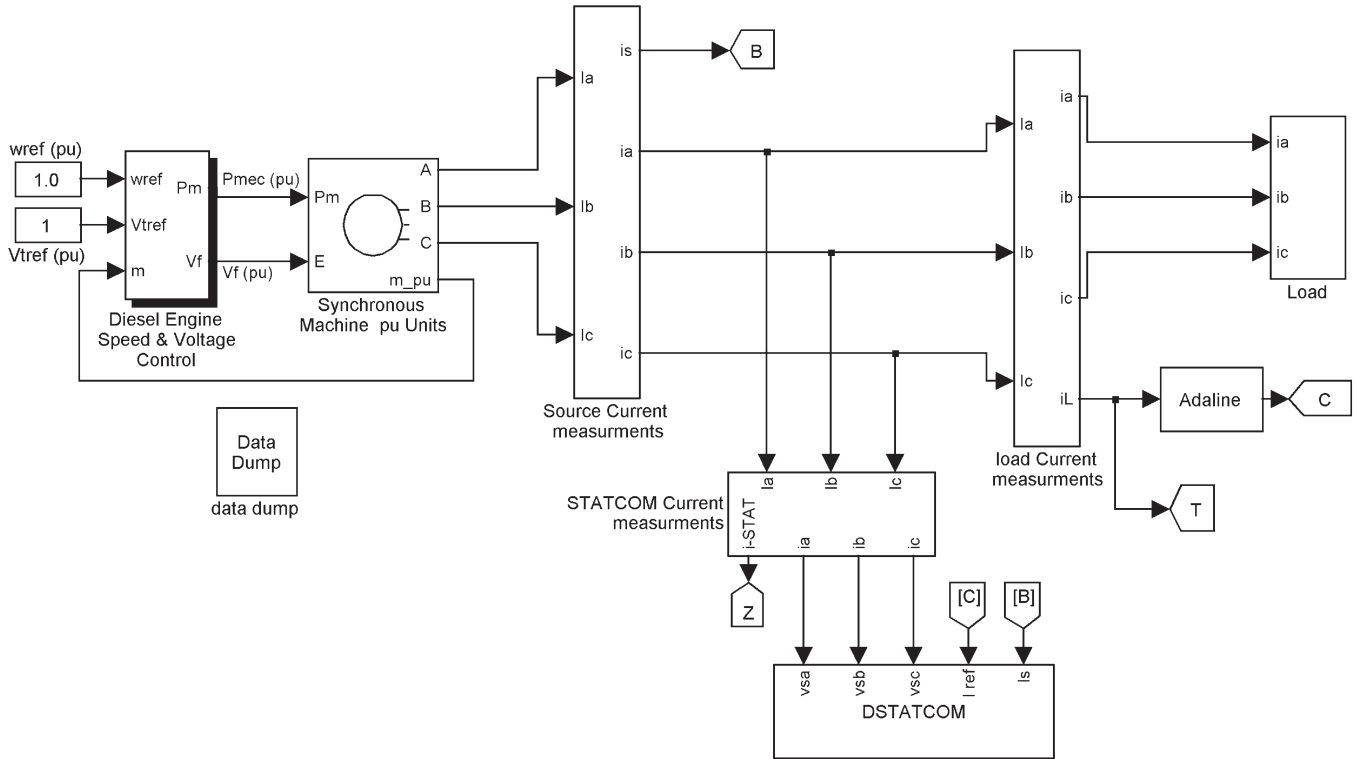 wref (pu)
1.0
1
Vtref (pu)
wref
Vtref
m
Pm
Vf
Diesel Engine
Speed & Voltage
Control
Pmec (pu)
Vf (pu)
Pm
E
A
B
C
m_pu
Synchronous
Machine pu Units
Data
Dump
data dump
Ia
Ib
Ic
is
ia
ib
ic
Source Current
measurments
B
Ia
Ib
Ic
ia
ib
ic
iL
load Current
measurments
ia
ib
ic
Load
Adaline
C
T
STATCOM Current
measurments
i-STAT
Ia
Ib
Ic
ia
ib
ic
Z
[C]
[B]
vsa
vsb
vsc
I ref
Is
DSTATCOM